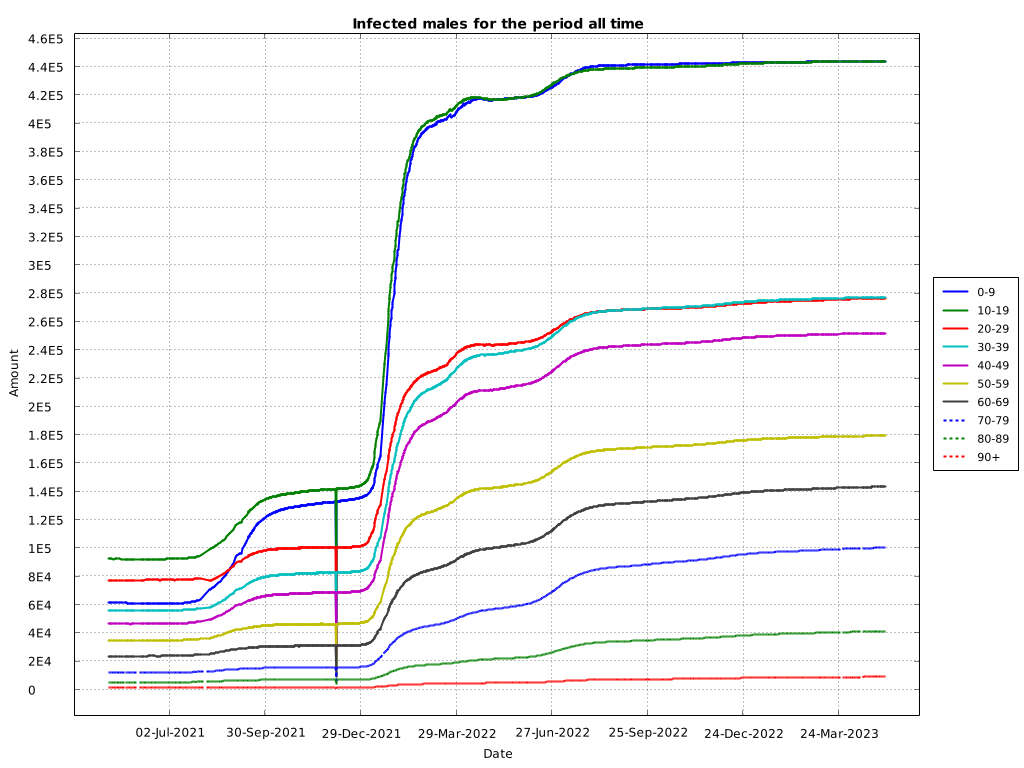 Infected males for the period all time
4.6E5
4.4E5
4.2E5
4E5
3.8E5
3.6E5
3.4E5
3.2E5
3E5
2.8E5
2.6E5
2.4E5
2.2E5
2E5
1.8E5
1.6E5
1.4E5
1.2E5
1E5
8E4
6E4
4E4
2E4
0
Amount
02-Jul-2021
30-Sep-2021
29-Dec-2021
29-Mar-2022
27-Jun-2022
25-Sep-2022
24-Dec-2022
24-Mar-2023
Date
0-9
10-19
20-29
30-39
40-49
50-59
60-69
70-79
80-89
90+